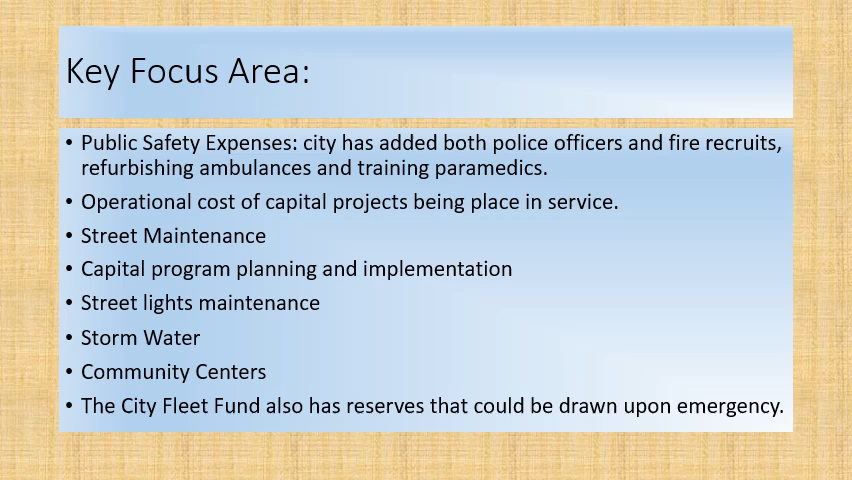 Key Focus Area:
• Public Safety Expenses: city has added both police officers and fire recruits,
refurbishing ambulances and training paramedics.
• Operational cost of capital projects being place in service.
• Street Maintenance
• Capital program planning and implementation
• Street lights maintenance
• Storm Water
• Community Centers
• The City Fleet Fund also has reserves that could be drawn upon emergency.